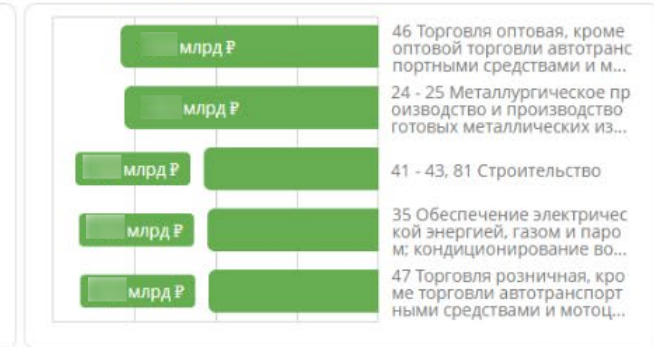 млрд ₽
46 Торговля оптовая, кроме
оптовой торговли автотранс
портными средствами и м...
млрд ₽
24 - 25 Металлургическое пр
оизводство и производство
готовых металлических из...
млрд ₽
41 - 43, 81 Строительство
млрд ₽
35 Обеспечение электричес
кой энергией, газом и паро
м; кондиционирование во...
млрд ₽
47 Торговля розничная, кро
ме торговли автотранспорт
ными средствами и мотоц...